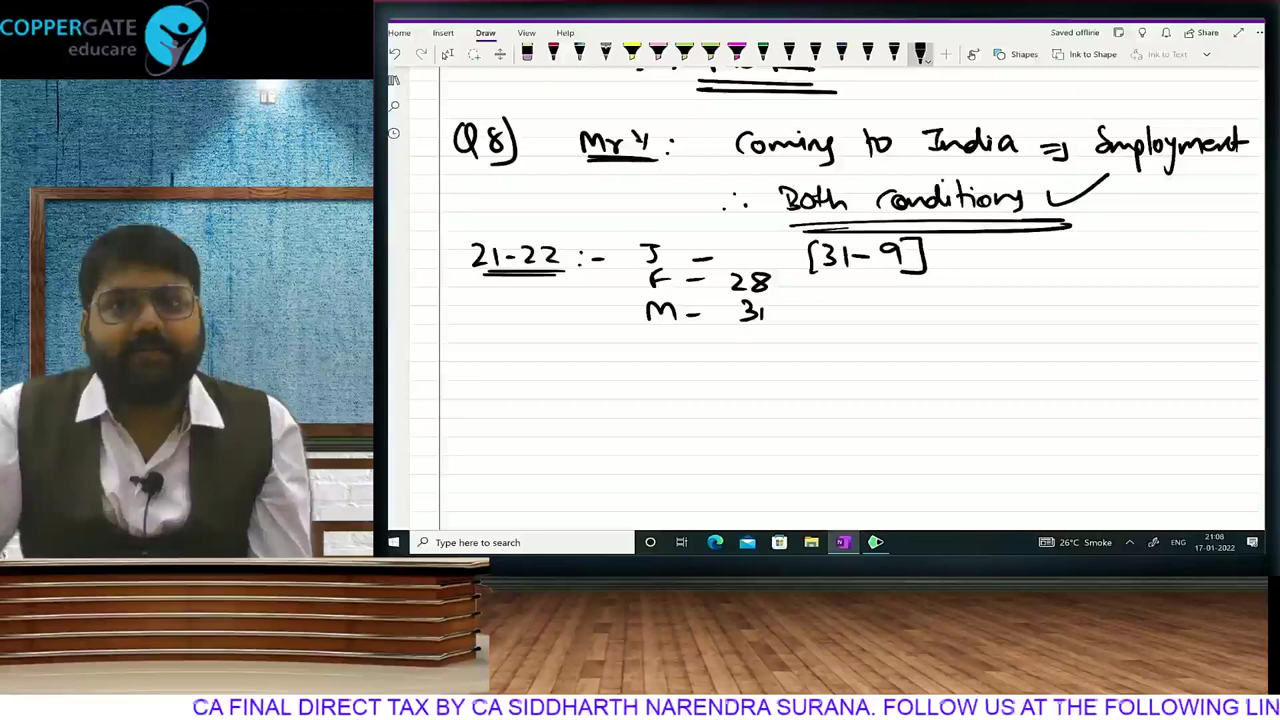 COPPERGATE
educare
Home Insert Draw View Help
Saved offline
Share
Shapes
Ink to Shape
Ink to Text
Q8) Mr Y : Coming to India ⇒ Employment
∴ Both conditions ✓
21-22 :- J - [31-9]
F - 28
M - 31
Type here to search
26°C Smoke
ENG
21:08
17-01-2022
CA FINAL DIRECT TAX BY CA SIDDHARTH NARENDRA SURANA. FOLLOW US AT THE FOLLOWING LIN